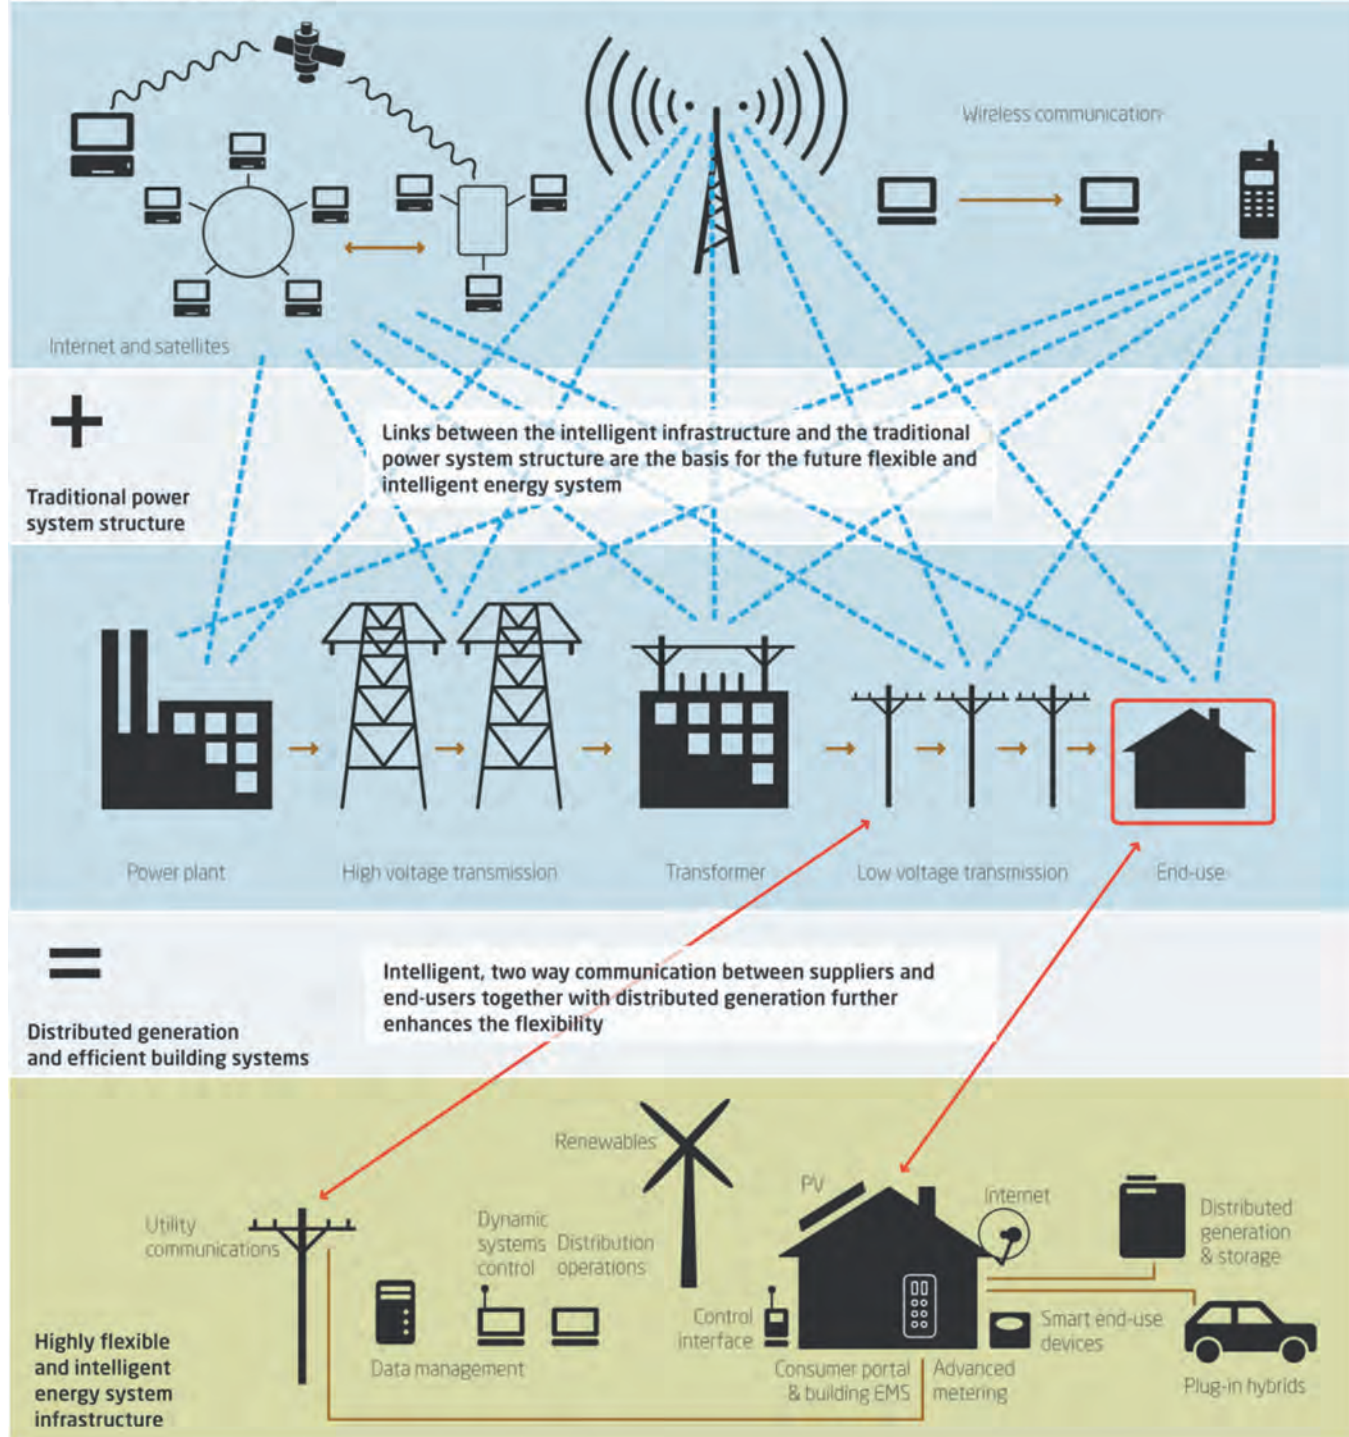 Wireless communication
Internet and satellites
+
Links between the intelligent infrastructure and the traditional
power system structure are the basis for the future flexible and
intelligent energy system
Traditional power
system structure
Power plant
High voltage transmission
Transformer
Low voltage transmission
End-use
=
Intelligent, two way communication between suppliers and
end-users together with distributed generation further
enhances the flexibility
Distributed generation
and efficient building systems
Renewables
PV
Internet
Distributed
generation
& storage
Utility
communications
Dynamic
systems
control
Distribution
operations
Control
interface
Smart end-use
devices
Data management
Consumer portal
& building EMS
Advanced
metering
Plug-in hybrids
Highly flexible
and intelligent
energy system
infrastructure